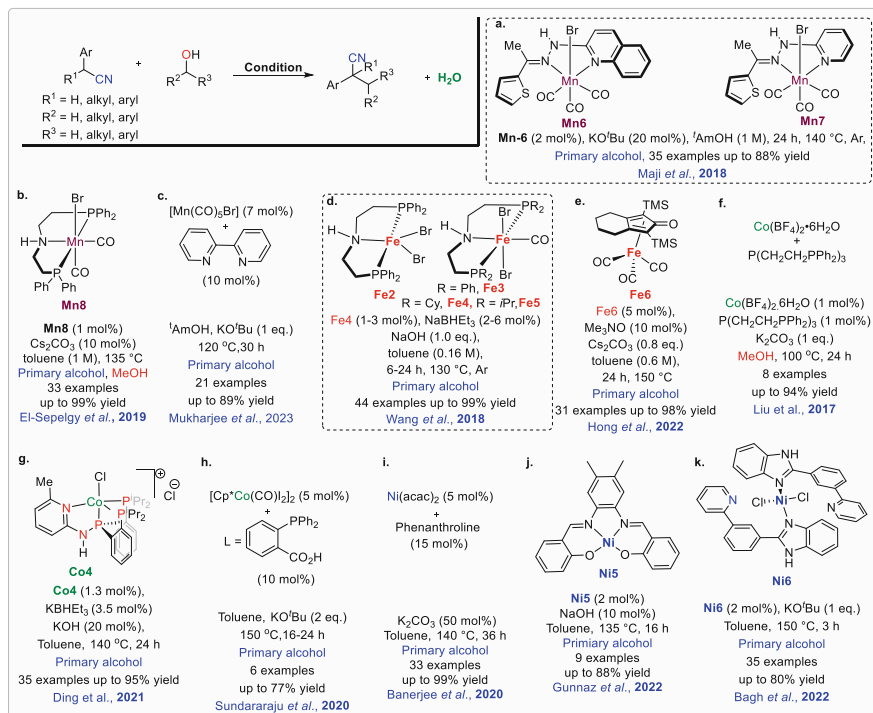 Ar
R1
CN
+
OH
R2
R3
Condition
CN
R1
R3
Ar
R2
+ H2O
R1 = H, alkyl, aryl
R2 = H, alkyl, aryl
R3 = H, alkyl, aryl
a.
Br
H
N
Me
N
N
S
Mn
CO
CO
CO
Mn6
Br
H
N
Me
N
N
S
Mn
CO
CO
CO
Mn7
Mn-6 (2 mol%), KOtBu (20 mol%), tAmOH (1 M), 24 h, 140 °C, Ar,
Primary alcohol, 35 examples up to 88% yield
Maji et al., 2018
b.
Br
PPh2
H
N
Mn
CO
CO
P
Ph
Ph
Mn8
Mn8 (1 mol%)
Cs2CO3 (10 mol%)
toluene (1 M), 135 °C
Primary alcohol, MeOH
33 examples
up to 99% yield
El-Sepelgy et al., 2019
c.
[Mn(CO)5Br] (7 mol%)
+
N
N
(10 mol%)
tAmOH, KOtBu (1 eq.)
120 oC,30 h
Primary alcohol
21 examples
up to 89% yield
Mukharjee et al., 2023
d.
PPh2
H
N
Fe
Br
Br
PPh2
Fe2
Br
PR2
H
N
Fe
CO
PR2
Br
R = Ph, Fe3
R = Cy, Fe4, R = iPr, Fe5
Fe4 (1-3 mol%), NaBHEt3 (2-6 mol%)
NaOH (1.0 eq.),
toluene (0.16 M),
6-24 h, 130 °C, Ar
Primary alcohol
44 examples up to 99% yield
Wang et al., 2018
e.
TMS
O
TMS
Fe
OC
CO
CO
Fe6
Fe6 (5 mol%),
Me3NO (10 mol%)
Cs2CO3 (0.8 eq.)
toluene (0.6 M),
24 h, 150 °C
Primary alcohol
31 examples up to 98% yield
Hong et al., 2022
f.
Co(BF4)2•6H2O
+
P(CH2CH2PPh2)3
Co(BF4)2.6H2O (1 mol%)
P(CH2CH2PPh2)3 (1 mol%)
K2CO3 (1 eq.)
MeOH, 100 oC, 24 h
8 examples
up to 94% yield
Liu et al., 2017
g.
Me
Cl
N
Co
PiPr2
P
PiPr2
N
H
+
Cl
−
Co4
Co4 (1.3 mol%),
KBHEt3 (3.5 mol%)
KOH (20 mol%),
Toluene, 140 oC, 24 h
Primary alcohol
35 examples up to 95% yield
Ding et al., 2021
h.
[Cp*Co(CO)I2]2 (5 mol%)
+
PPh2
L =
CO2H
(10 mol%)
Toluene, KOtBu (2 eq.)
150 oC,16-24 h
Primary alcohol
6 examples
up to 77% yield
Sundararaju et al., 2020
i.
Ni(acac)2 (5 mol%)
+
Phenanthroline
(15 mol%)
K2CO3 (50 mol%)
Toluene, 140 °C, 36 h
Primary alcohol
33 examples
up to 99% yield
Banerjee et al., 2020
j.
N
N
Ni
O
O
Ni5
Ni5 (2 mol%)
NaOH (10 mol%)
Toluene, 135 °C, 16 h
Primary alcohol
9 examples
up to 88% yield
Gunnaz et al., 2022
k.
NH
N
N
Cl
Ni
Cl
N
N
N
H
Ni6
Ni6 (2 mol%), KOtBu (1 eq.)
Toluene, 150 °C, 3 h
Primary alcohol
35 examples
up to 80% yield
Bagh et al., 2022